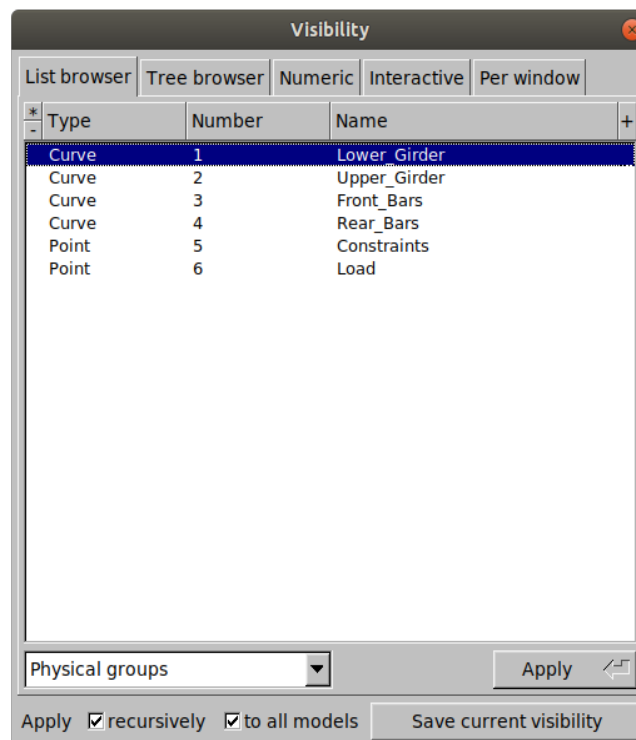 Visibility
List browser Tree browser Numeric Interactive Per window
* - Type Number Name +
Curve 1 Lower_Girder
Curve 2 Upper_Girder
Curve 3 Front_Bars
Curve 4 Rear_Bars
Point 5 Constraints
Point 6 Load
Physical groups Apply
Apply recursively to all models Save current visibility